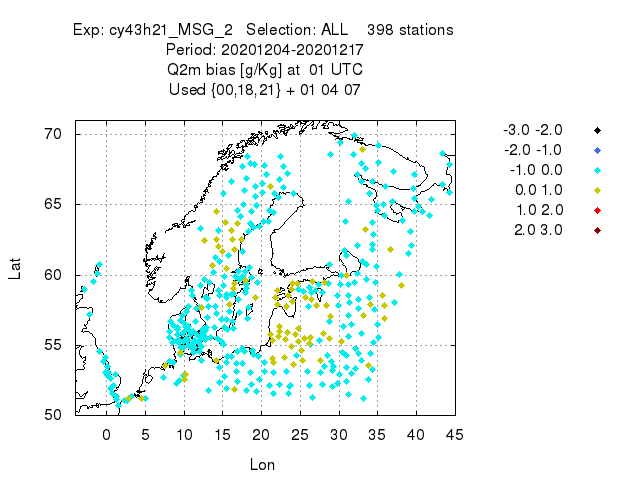 Exp: cy43h21_MSG_2 Selection: ALL 398 stations
Period: 20201204-20201217
Q2m bias [g/Kg] at 01 UTC
Used {00,18,21} + 01 04 07
-3.0 -2.0
-2.0 -1.0
-1.0 0.0
0.0 1.0
1.0 2.0
2.0 3.0
Lat
70
65
60
55
50
0 5 10 15 20 25 30 35 40 45
Lon